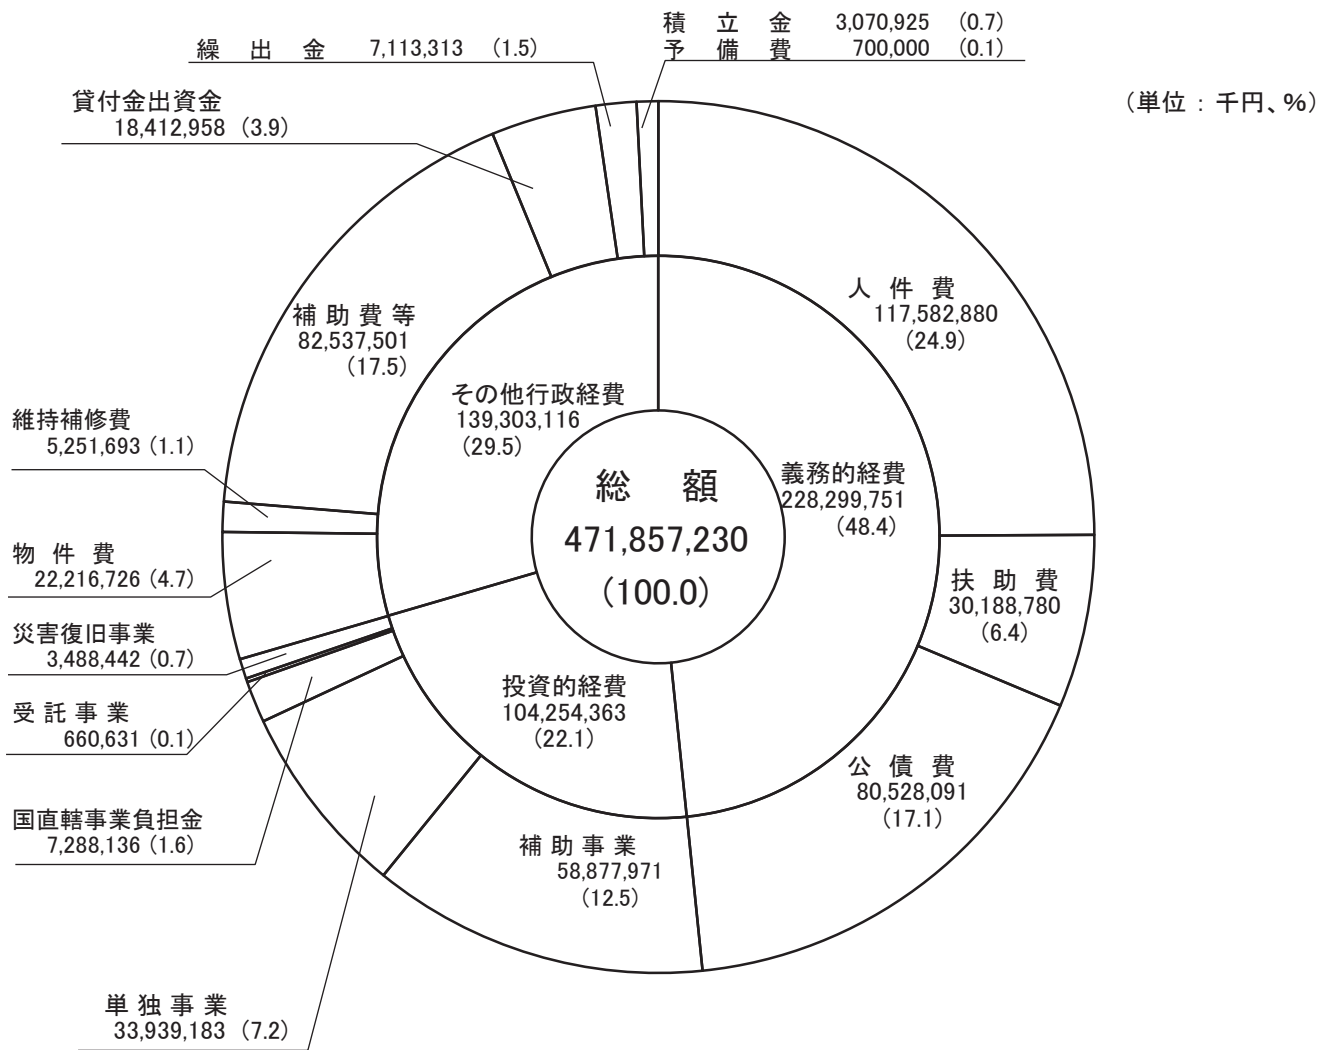 積立金 3,070,925 (0.7)
予備費 700,000 (0.1)
繰出金 7,113,313 (1.5)
(単位:千円、%)
貸付金出資金
18,412,958 (3.9)
人件費
117,582,880
(24.9)
補助費等
82,537,501
(17.5)
その他行政経費
139,303,116
(29.5)
維持補修費
5,251,693 (1.1)
総額
471,857,230
(100.0)
義務的経費
228,299,751
(48.4)
物件費
22,216,726 (4.7)
扶助費
30,188,780
(6.4)
災害復旧事業
3,488,442 (0.7)
投資的経費
104,254,363
(22.1)
受託事業
660,631 (0.1)
公債費
80,528,091
(17.1)
国直轄事業負担金
7,288,136 (1.6)
補助事業
58,877,971
(12.5)
単独事業
33,939,183 (7.2)